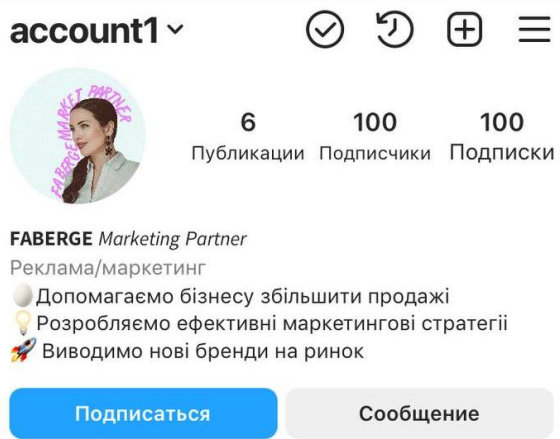 account1
6 100 100
Публикации Подписчики Подписки
FABERGE MARKET PARTNER
FABERGE Marketing Partner
Реклама/маркетинг
Допомагаємо бізнесу збільшити продажі
Розробляємо ефективні маркетингові стратегії
Виводимо нові бренди на ринок
Подписаться Сообщение